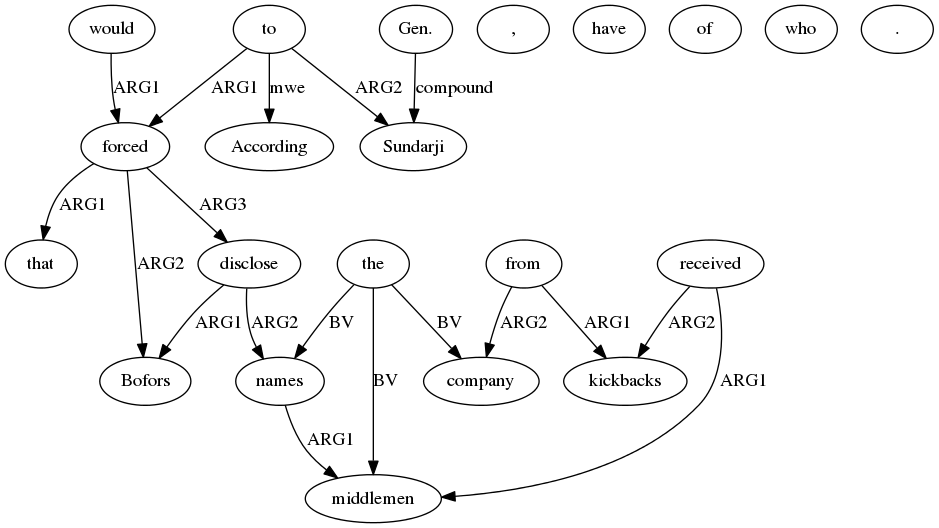 would to Gen. , have of who .
ARG1 ARG1 mwe ARG2 compound
forced According Sundarji
ARG1 ARG3
that ARG2 disclose the from received
ARG1 ARG2 BV BV ARG2 ARG1 ARG2
Bofors names BV company kickbacks ARG1
ARG1
middlemen